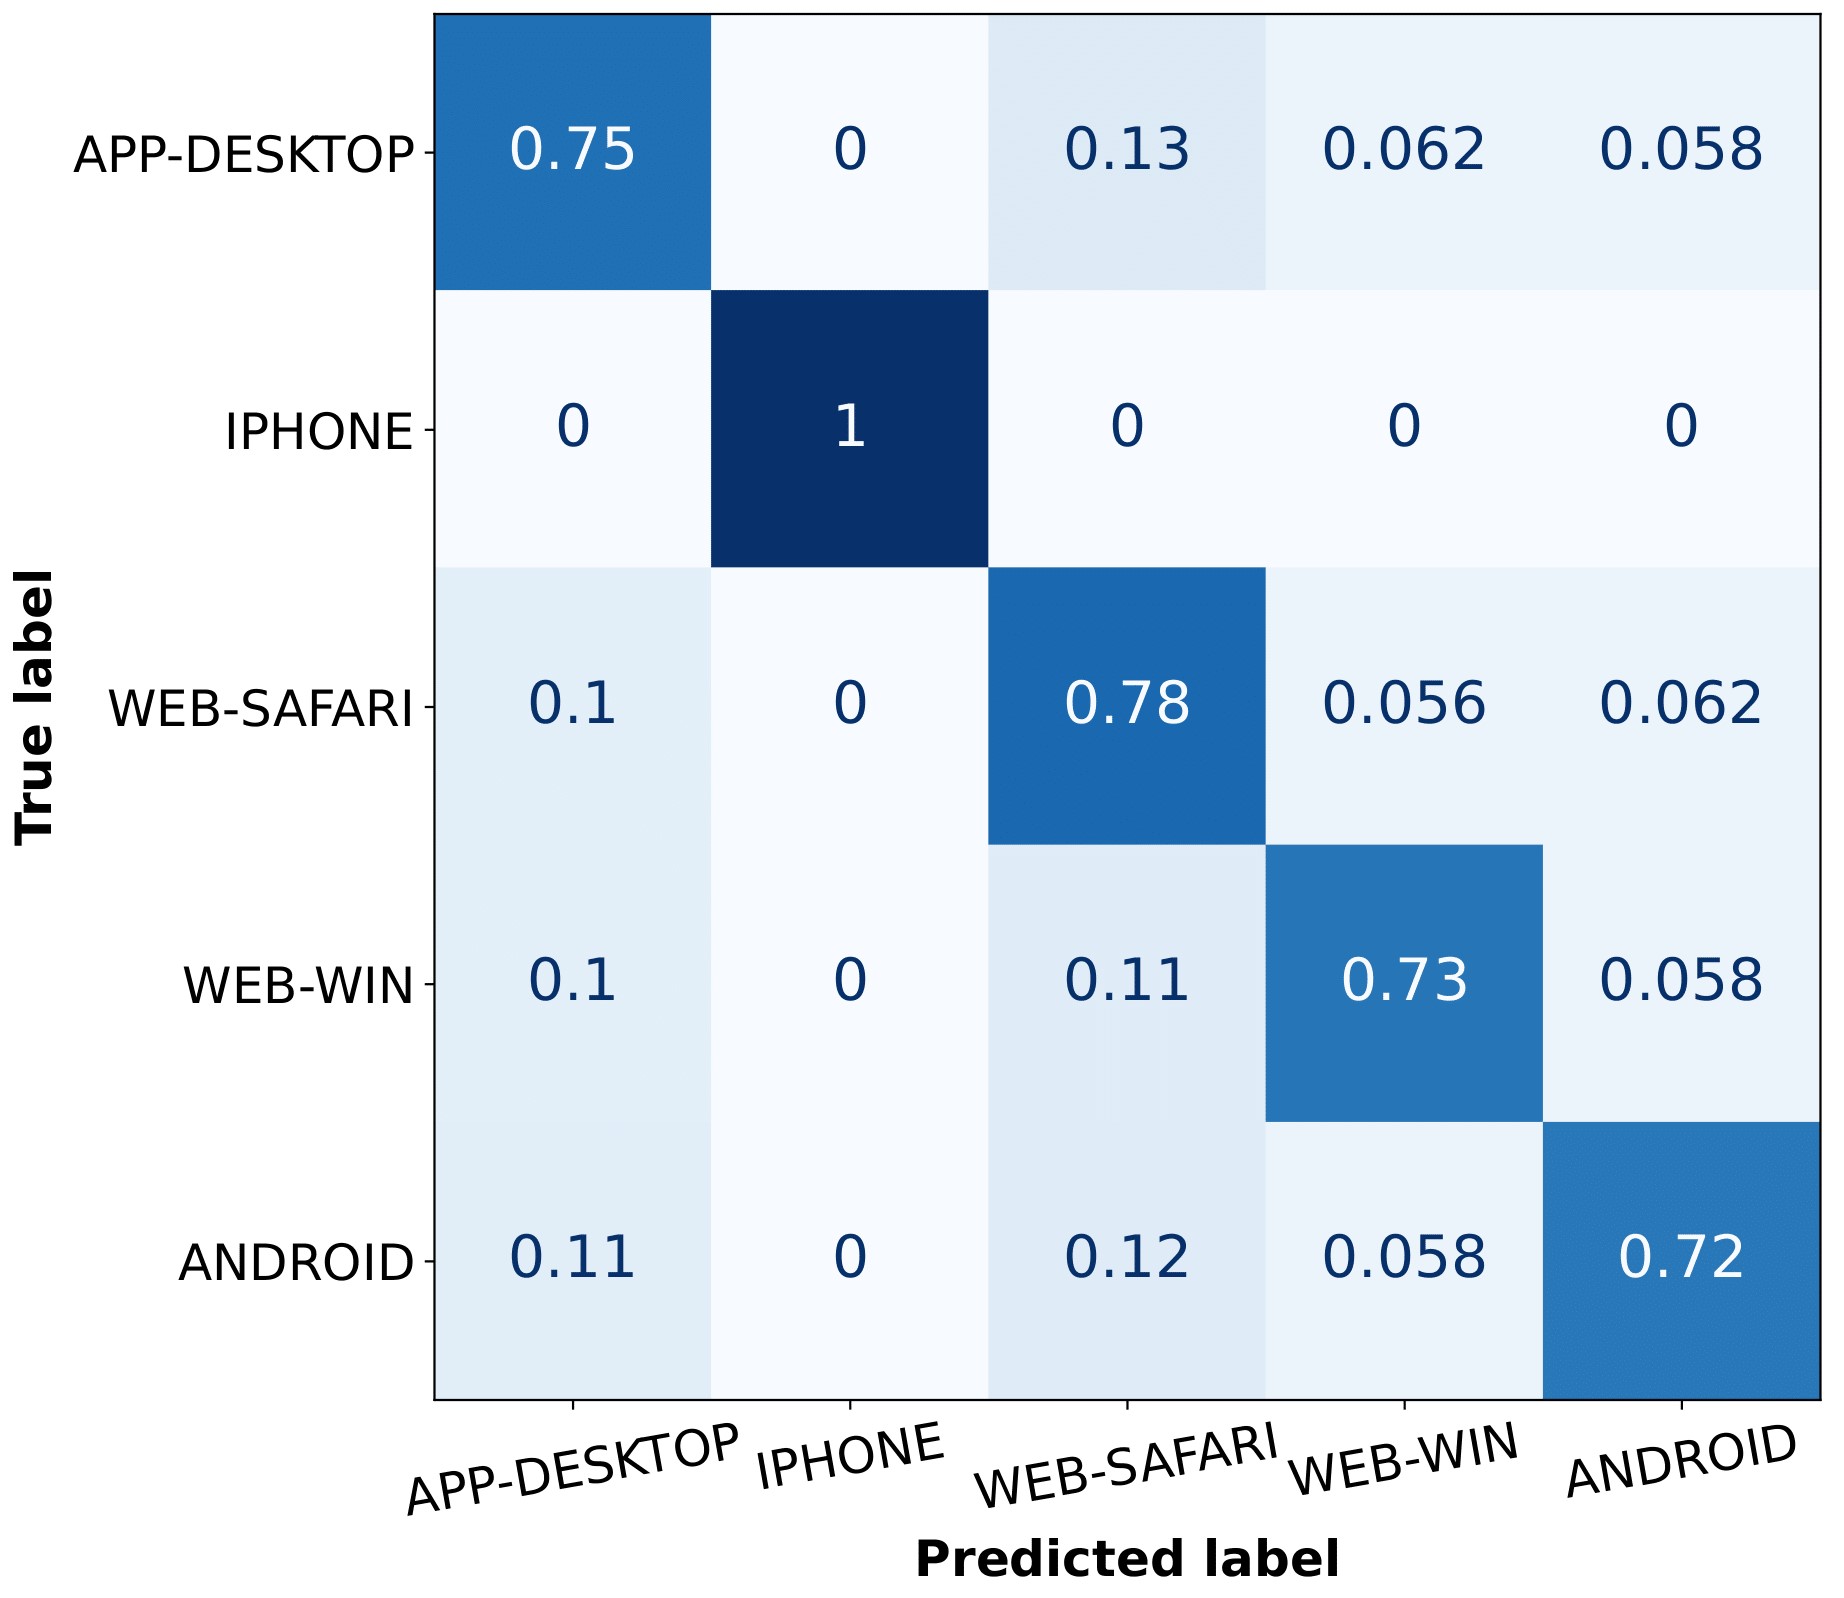 APP-DESKTOP 0.75 0 0.13 0.062 0.058
IPHONE 0 1 0 0 0
WEB-SAFARI 0.1 0 0.78 0.056 0.062
WEB-WIN 0.1 0 0.11 0.73 0.058
ANDROID 0.11 0 0.12 0.058 0.72
True label
APP-DESKTOP IPHONE WEB-SAFARI WEB-WIN ANDROID
Predicted label